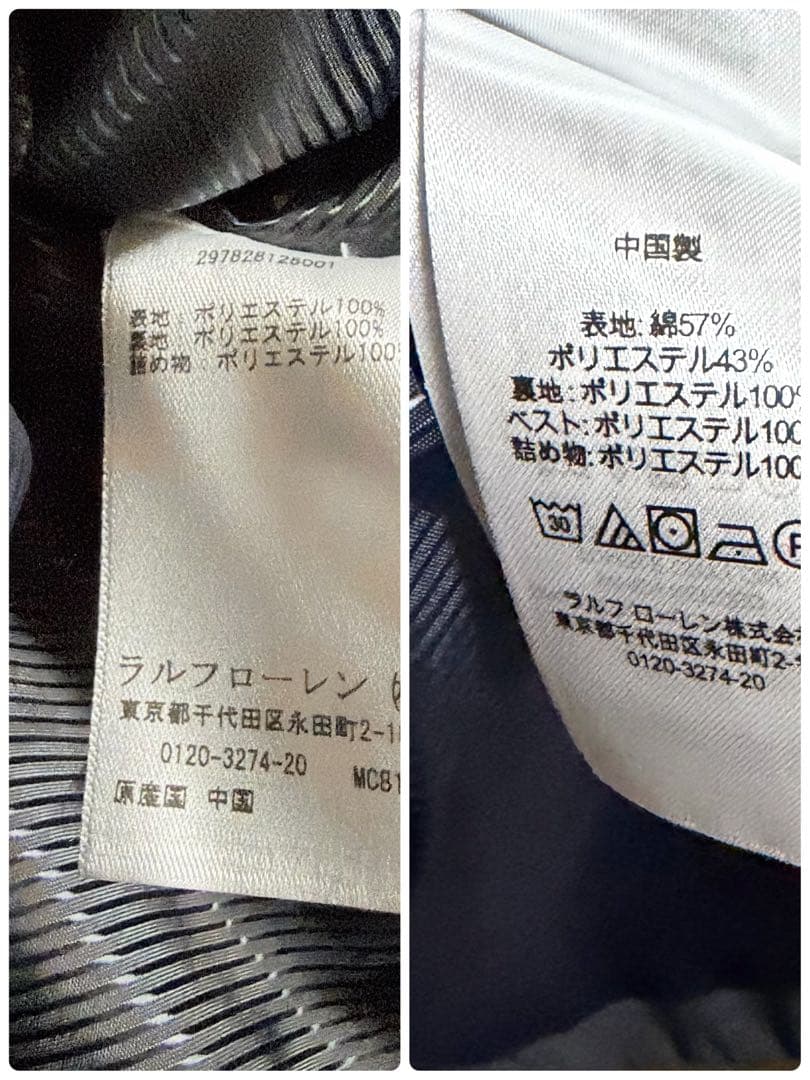 297828125001
表地：ポリエステル100%
裏地：ポリエステル100%
詰め物：ポリエステル100%
ラルフローレン
東京都千代田区永田町2-1
0120-3274-20 MC81
原産国 中国
中国製
表地:綿57%
ポリエステル43%
裏地:ポリエステル100%
ベスト:ポリエステル100
詰め物:ポリエステル100
30
ラルフ ローレン株式会
東京都千代田区永田町2-1
0120-3274-20